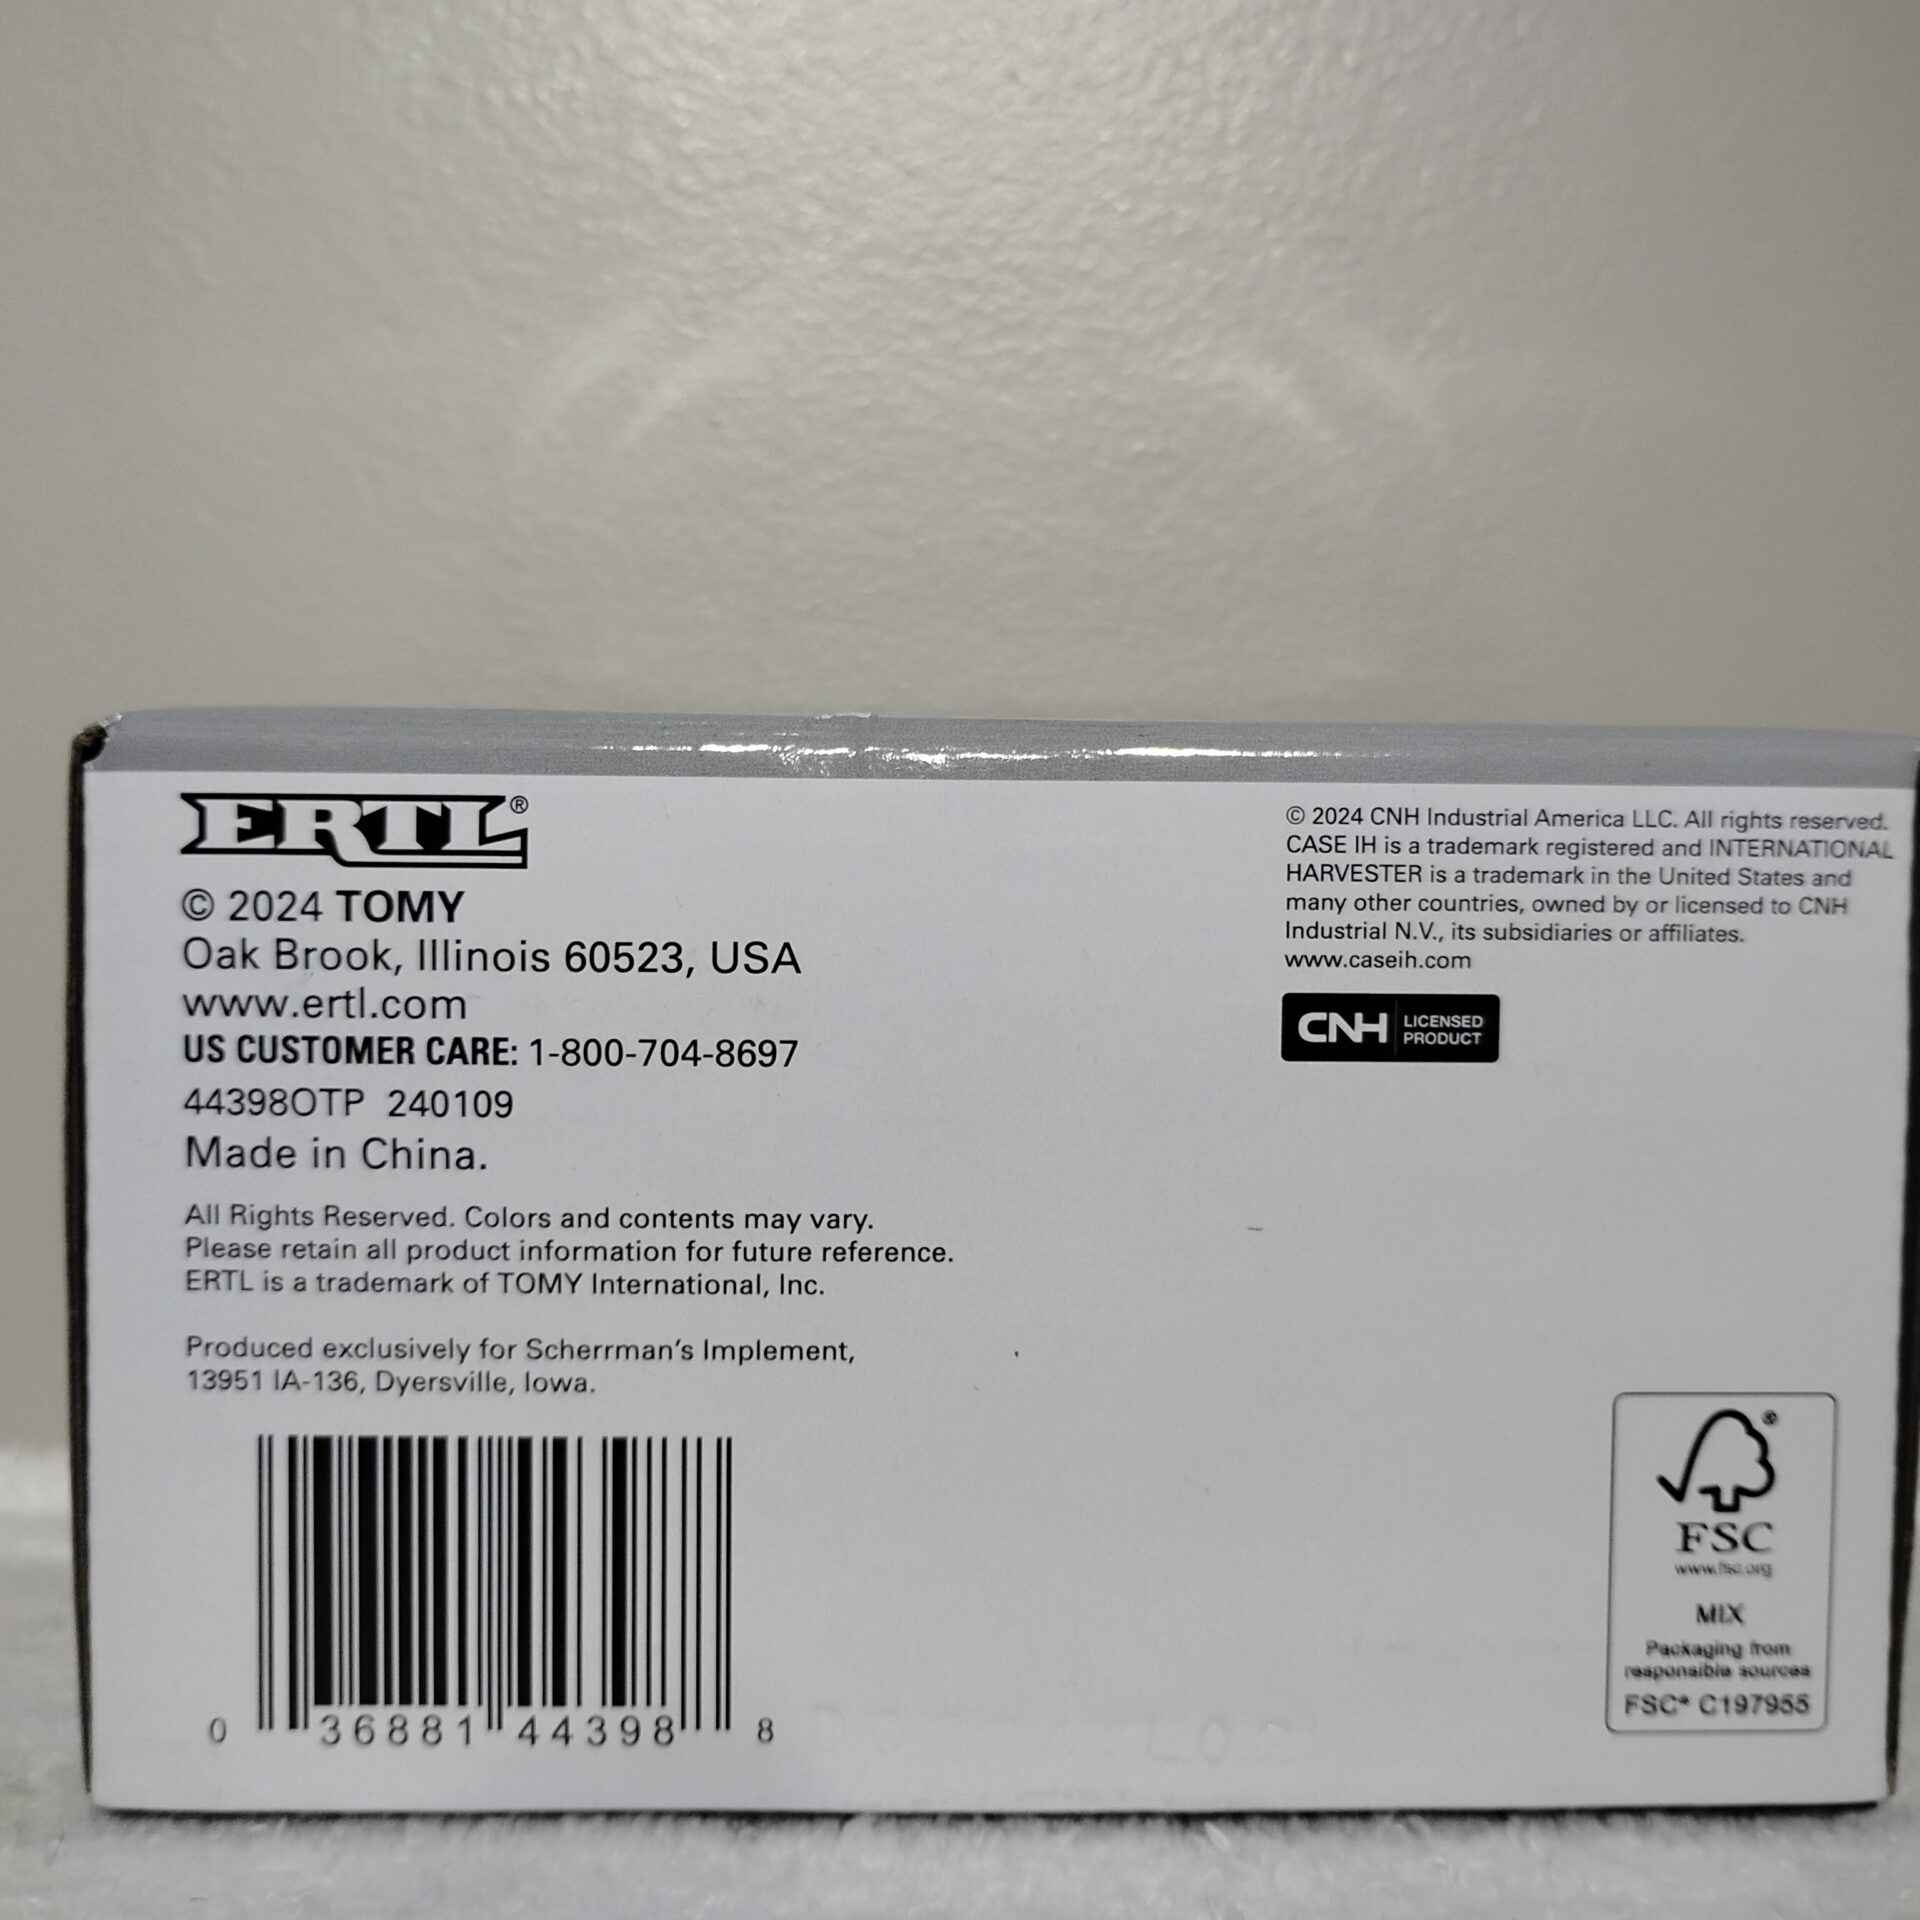 ERTL®
© 2024 TOMY
Oak Brook, Illinois 60523, USA
www.ertl.com
US CUSTOMER CARE: 1-800-704-8697
44398OTP 240109
Made in China.
All Rights Reserved. Colors and contents may vary.
Please retain all product information for future reference.
ERTL is a trademark of TOMY International, Inc.
Produced exclusively for Scherrman's Implement,
13951 IA-136, Dyersville, Iowa.
0 36881 44398 8
© 2024 CNH Industrial America LLC. All rights reserved.
CASE IH is a trademark registered and INTERNATIONAL
HARVESTER is a trademark in the United States and
many other countries, owned by or licensed to CNH
Industrial N.V., its subsidiaries or affiliates.
www.caseih.com
CNH LICENSED
PRODUCT
®
FSC
www.fsc.org
MIX
Packaging from
responsible sources
FSC® C197955